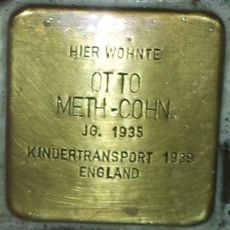 HIER WOHNTE
OTTO
METH-COHN
JG. 1935
KINDERTRANSPORT 1939
ENGLAND